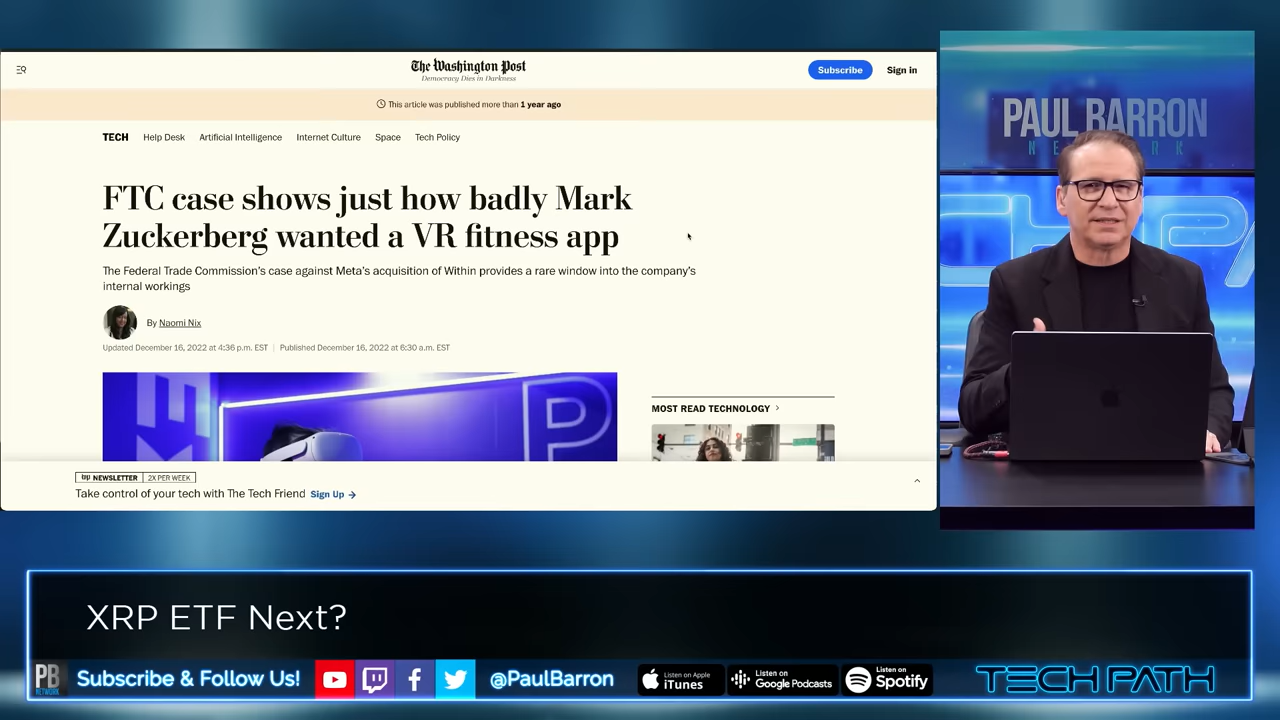 The Washington Post
Democracy Dies in Darkness
Subscribe
Sign in
This article was published more than 1 year ago
TECH Help Desk Artificial Intelligence Internet Culture Space Tech Policy
FTC case shows just how badly Mark
Zuckerberg wanted a VR fitness app
The Federal Trade Commission's case against Meta's acquisition of Within provides a rare window into the company's
internal workings
By Naomi Nix
Updated December 16, 2022 at 4:36 p.m. EST | Published December 16, 2022 at 6:30 a.m. EST
MOST READ TECHNOLOGY
wp NEWSLETTER 2X PER WEEK
Take control of your tech with The Tech Friend Sign Up
PAUL BARRON
XRP ETF Next?
PB
NETWORK
Subscribe & Follow Us!
@PaulBarron
Listen on Apple
iTunes
Listen on
Google Podcasts
Listen on
Spotify
TECH PATH